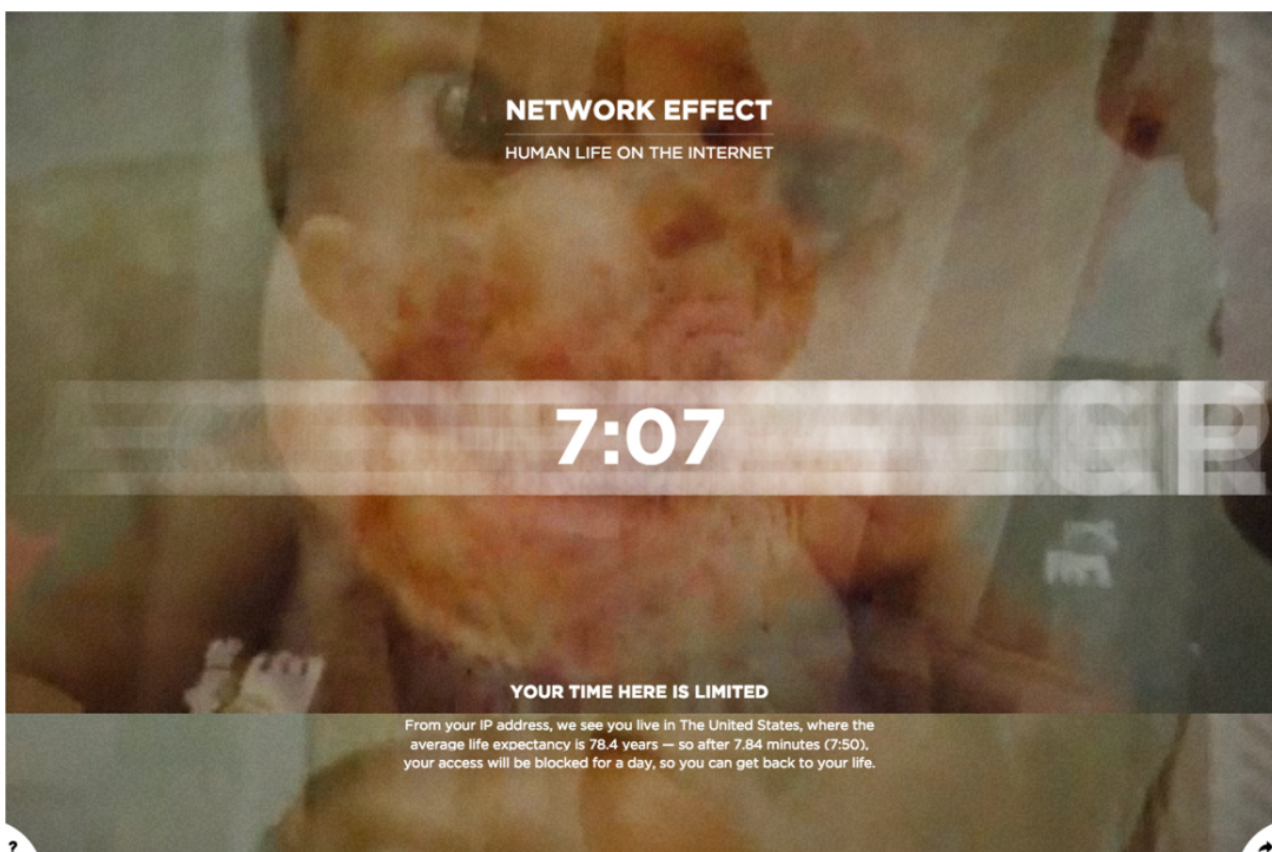 NETWORK EFFECT
HUMAN LIFE ON THE INTERNET
7:07
YOUR TIME HERE IS LIMITED
From your IP address, we see you live in The United States, where the
average life expectancy is 78.4 years — so after 7.84 minutes (7:50),
your access will be blocked for a day, so you can get back to your life.
?